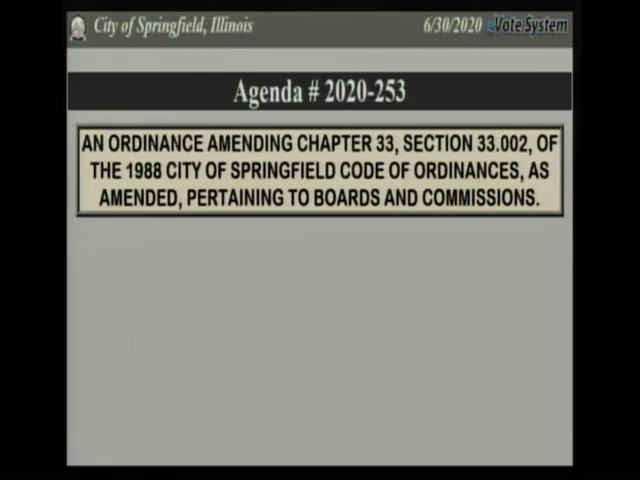 City of Springfield, Illinois 6/30/2020 eVote System
Agenda # 2020-253
AN ORDINANCE AMENDING CHAPTER 33, SECTION 33.002, OF
THE 1988 CITY OF SPRINGFIELD CODE OF ORDINANCES, AS
AMENDED, PERTAINING TO BOARDS AND COMMISSIONS.